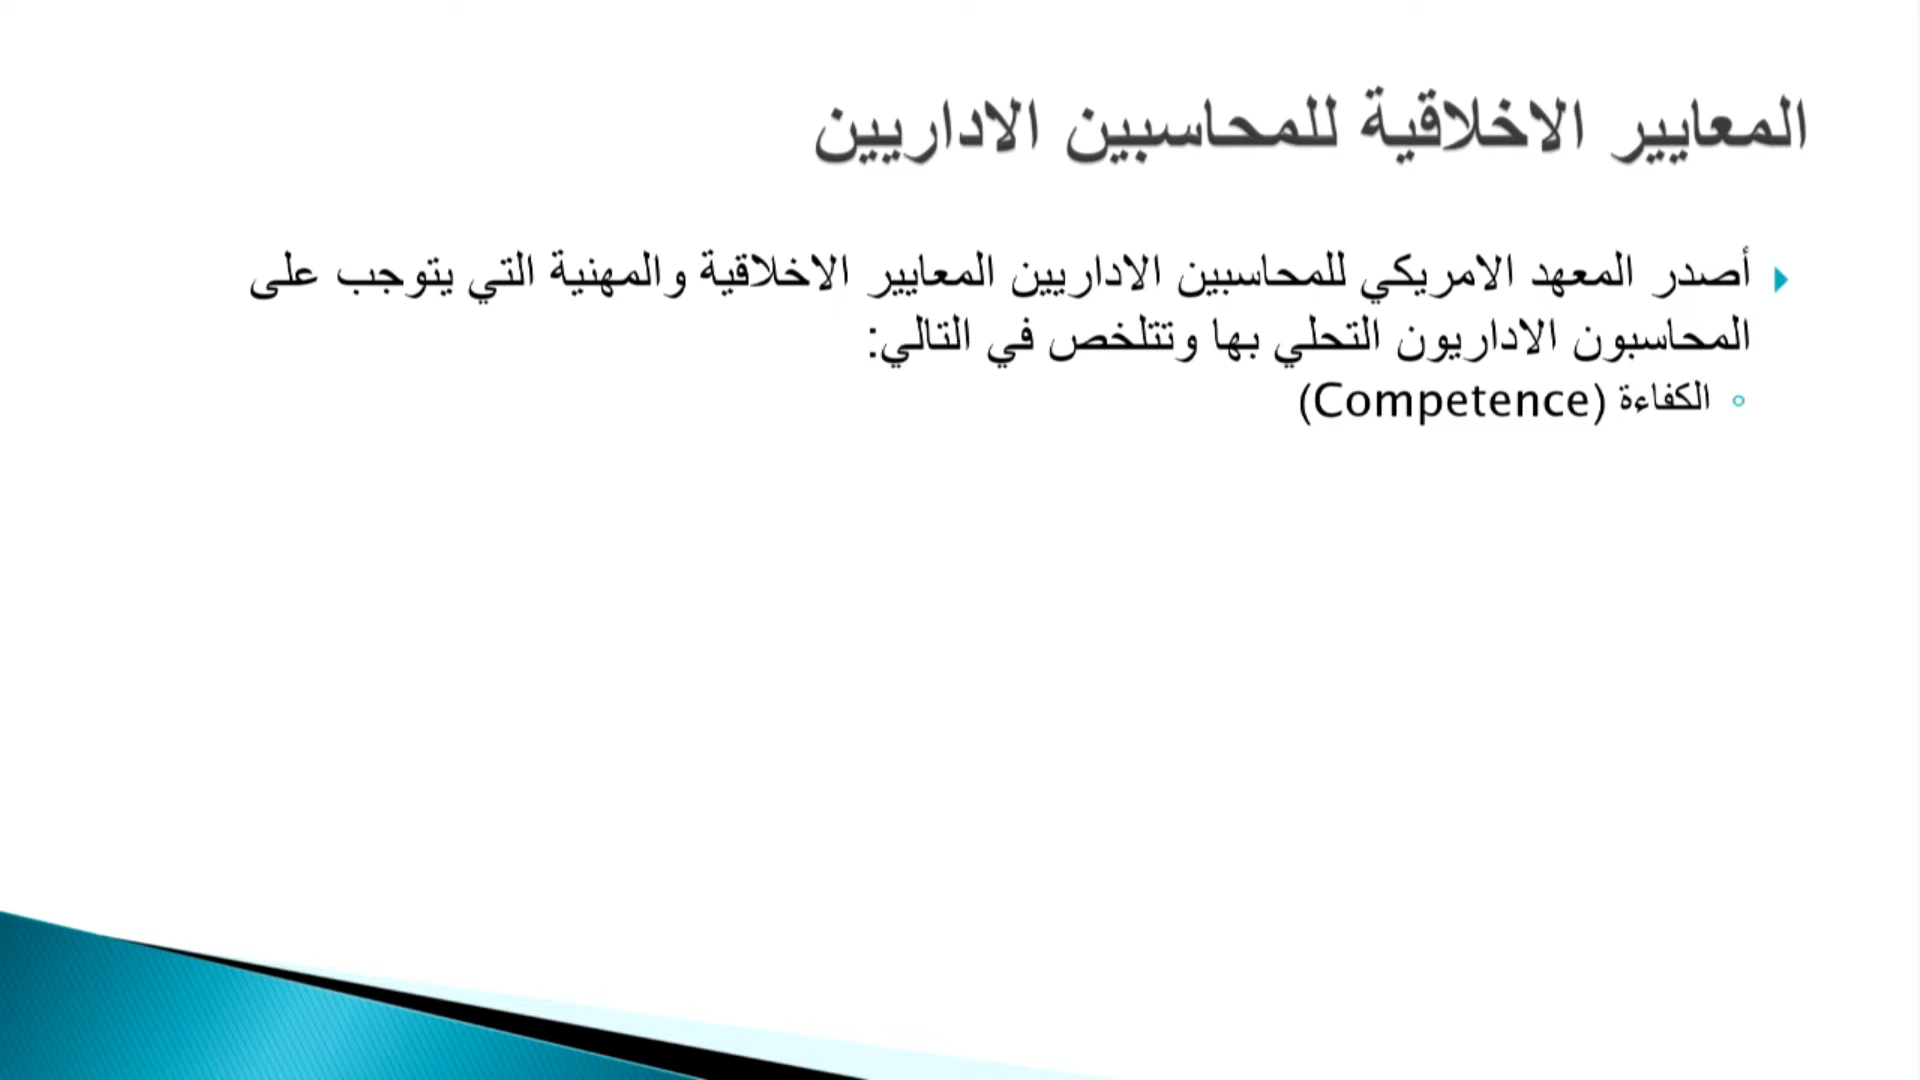 المعايير الاخلاقية للمحاسبين الاداريين
أصدر المعهد الامريكي للمحاسبين الاداريين المعايير الاخلاقية والمهنية التي يتوجب على
المحاسبون الاداريون التحلي بها وتتلخص في التالي:
الكفاءة (Competence)